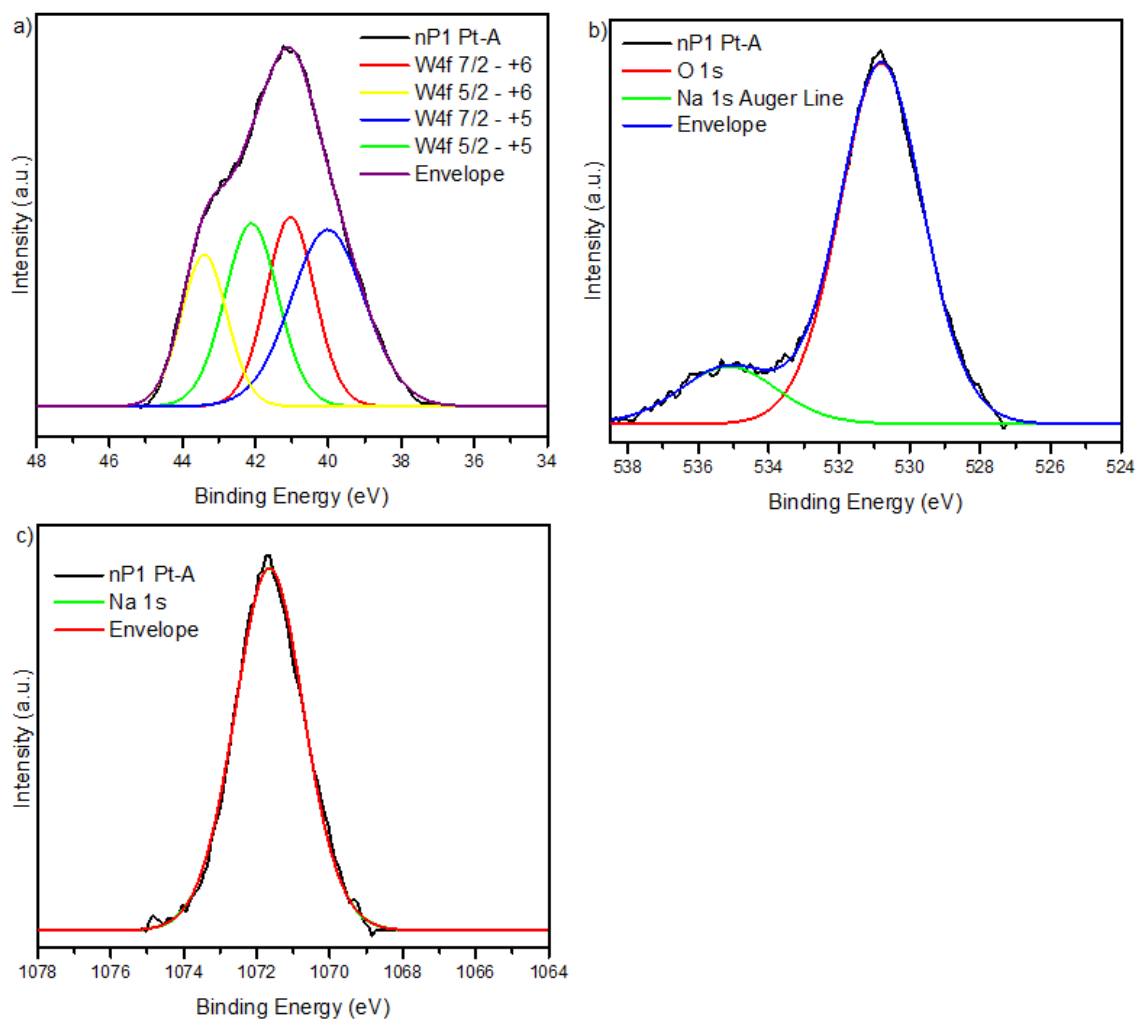 a)
nP1 Pt-A
W4f 7/2 - +6
W4f 5/2 - +6
W4f 7/2 - +5
W4f 5/2 - +5
Envelope
Intensity (a.u.)
48 46 44 42 40 38 36 34
Binding Energy (eV)
b)
nP1 Pt-A
O 1s
Na 1s Auger Line
Envelope
Intensity (a.u.)
538 536 534 532 530 528 526 524
Binding Energy (eV)
c)
nP1 Pt-A
Na 1s
Envelope
Intensity (a.u.)
1078 1076 1074 1072 1070 1068 1066 1064
Binding Energy (eV)